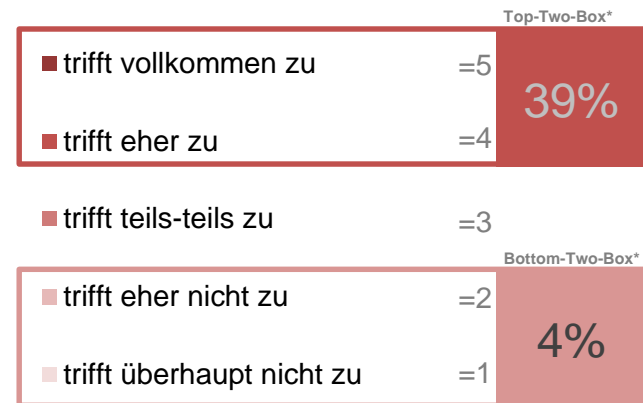 Top-Two-Box*
trifft vollkommen zu =5
39%
trifft eher zu =4
trifft teils-teils zu =3
Bottom-Two-Box*
trifft eher nicht zu =2
4%
trifft überhaupt nicht zu =1